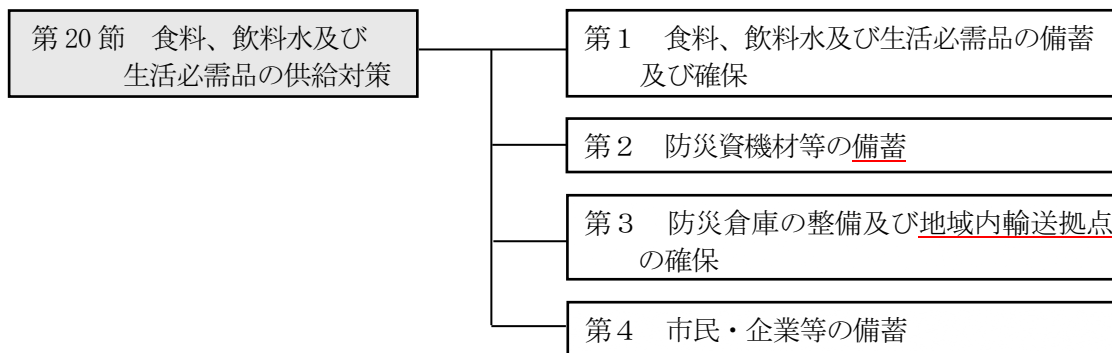 第 20 節　食料、飲料水及び
生活必需品の供給対策
第１　食料、飲料水及び生活必需品の備蓄
及び確保
第２　防災資機材等の備蓄
第３　防災倉庫の整備及び地域内輸送拠点
の確保
第４　市民・企業等の備蓄